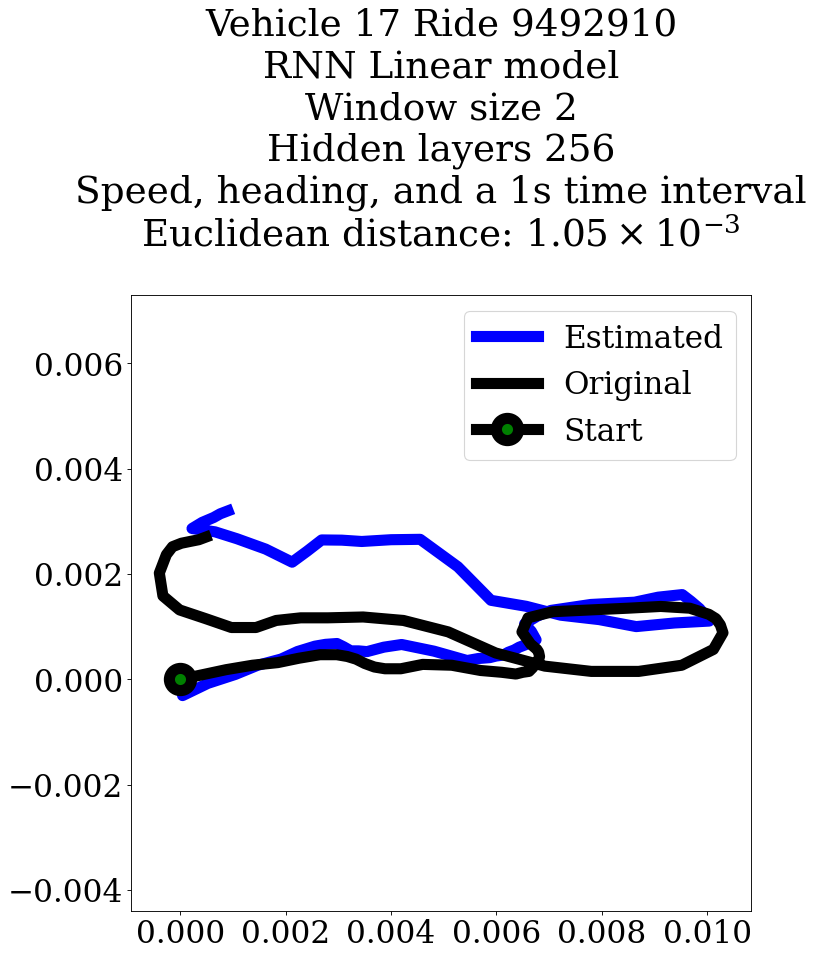 Vehicle 17 Ride 9492910
RNN Linear model
Window size 2
Hidden layers 256
Speed, heading, and a 1s time interval
Euclidean distance: 1.05 × 10⁻³
Estimated
Original
Start
0.006
0.004
0.002
0.000
−0.002
−0.004
0.000 0.002 0.004 0.006 0.008 0.010